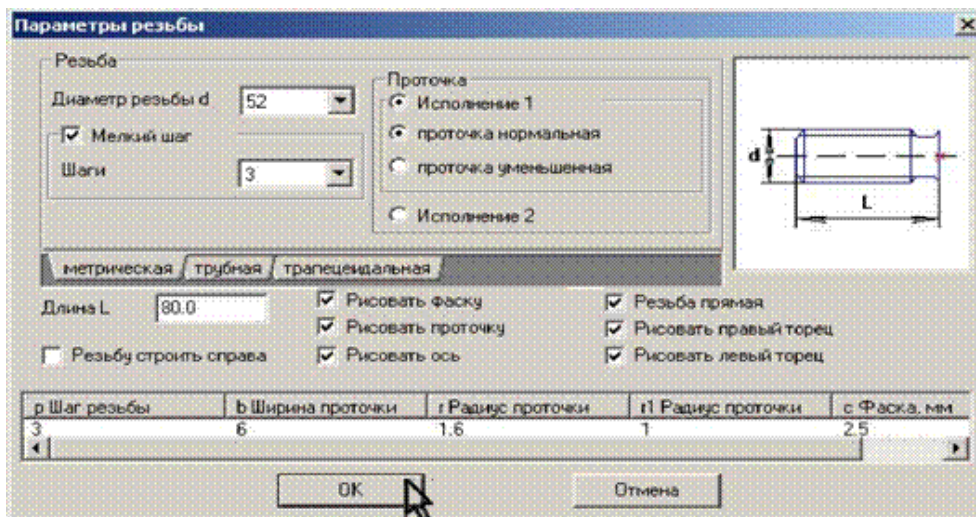 Параметры резьбы
Резьба
Диаметр резьбы d 52
Мелкий шаг
Шаги 3
Проточка
Исполнение 1
проточка нормальная
проточка уменьшенная
Исполнение 2
d
L
метрическая трубная трапецеидальная
Длина L 80.0
Резьбу строить справа
Рисовать фаску
Рисовать проточку
Рисовать ось
Резьба прямая
Рисовать правый торец
Рисовать левый торец
p Шаг резьбы b Ширина проточки r Радиус проточки r1 Радиус проточки c Фаска, мм
3 6 1.6 1 2.5
OK Отмена